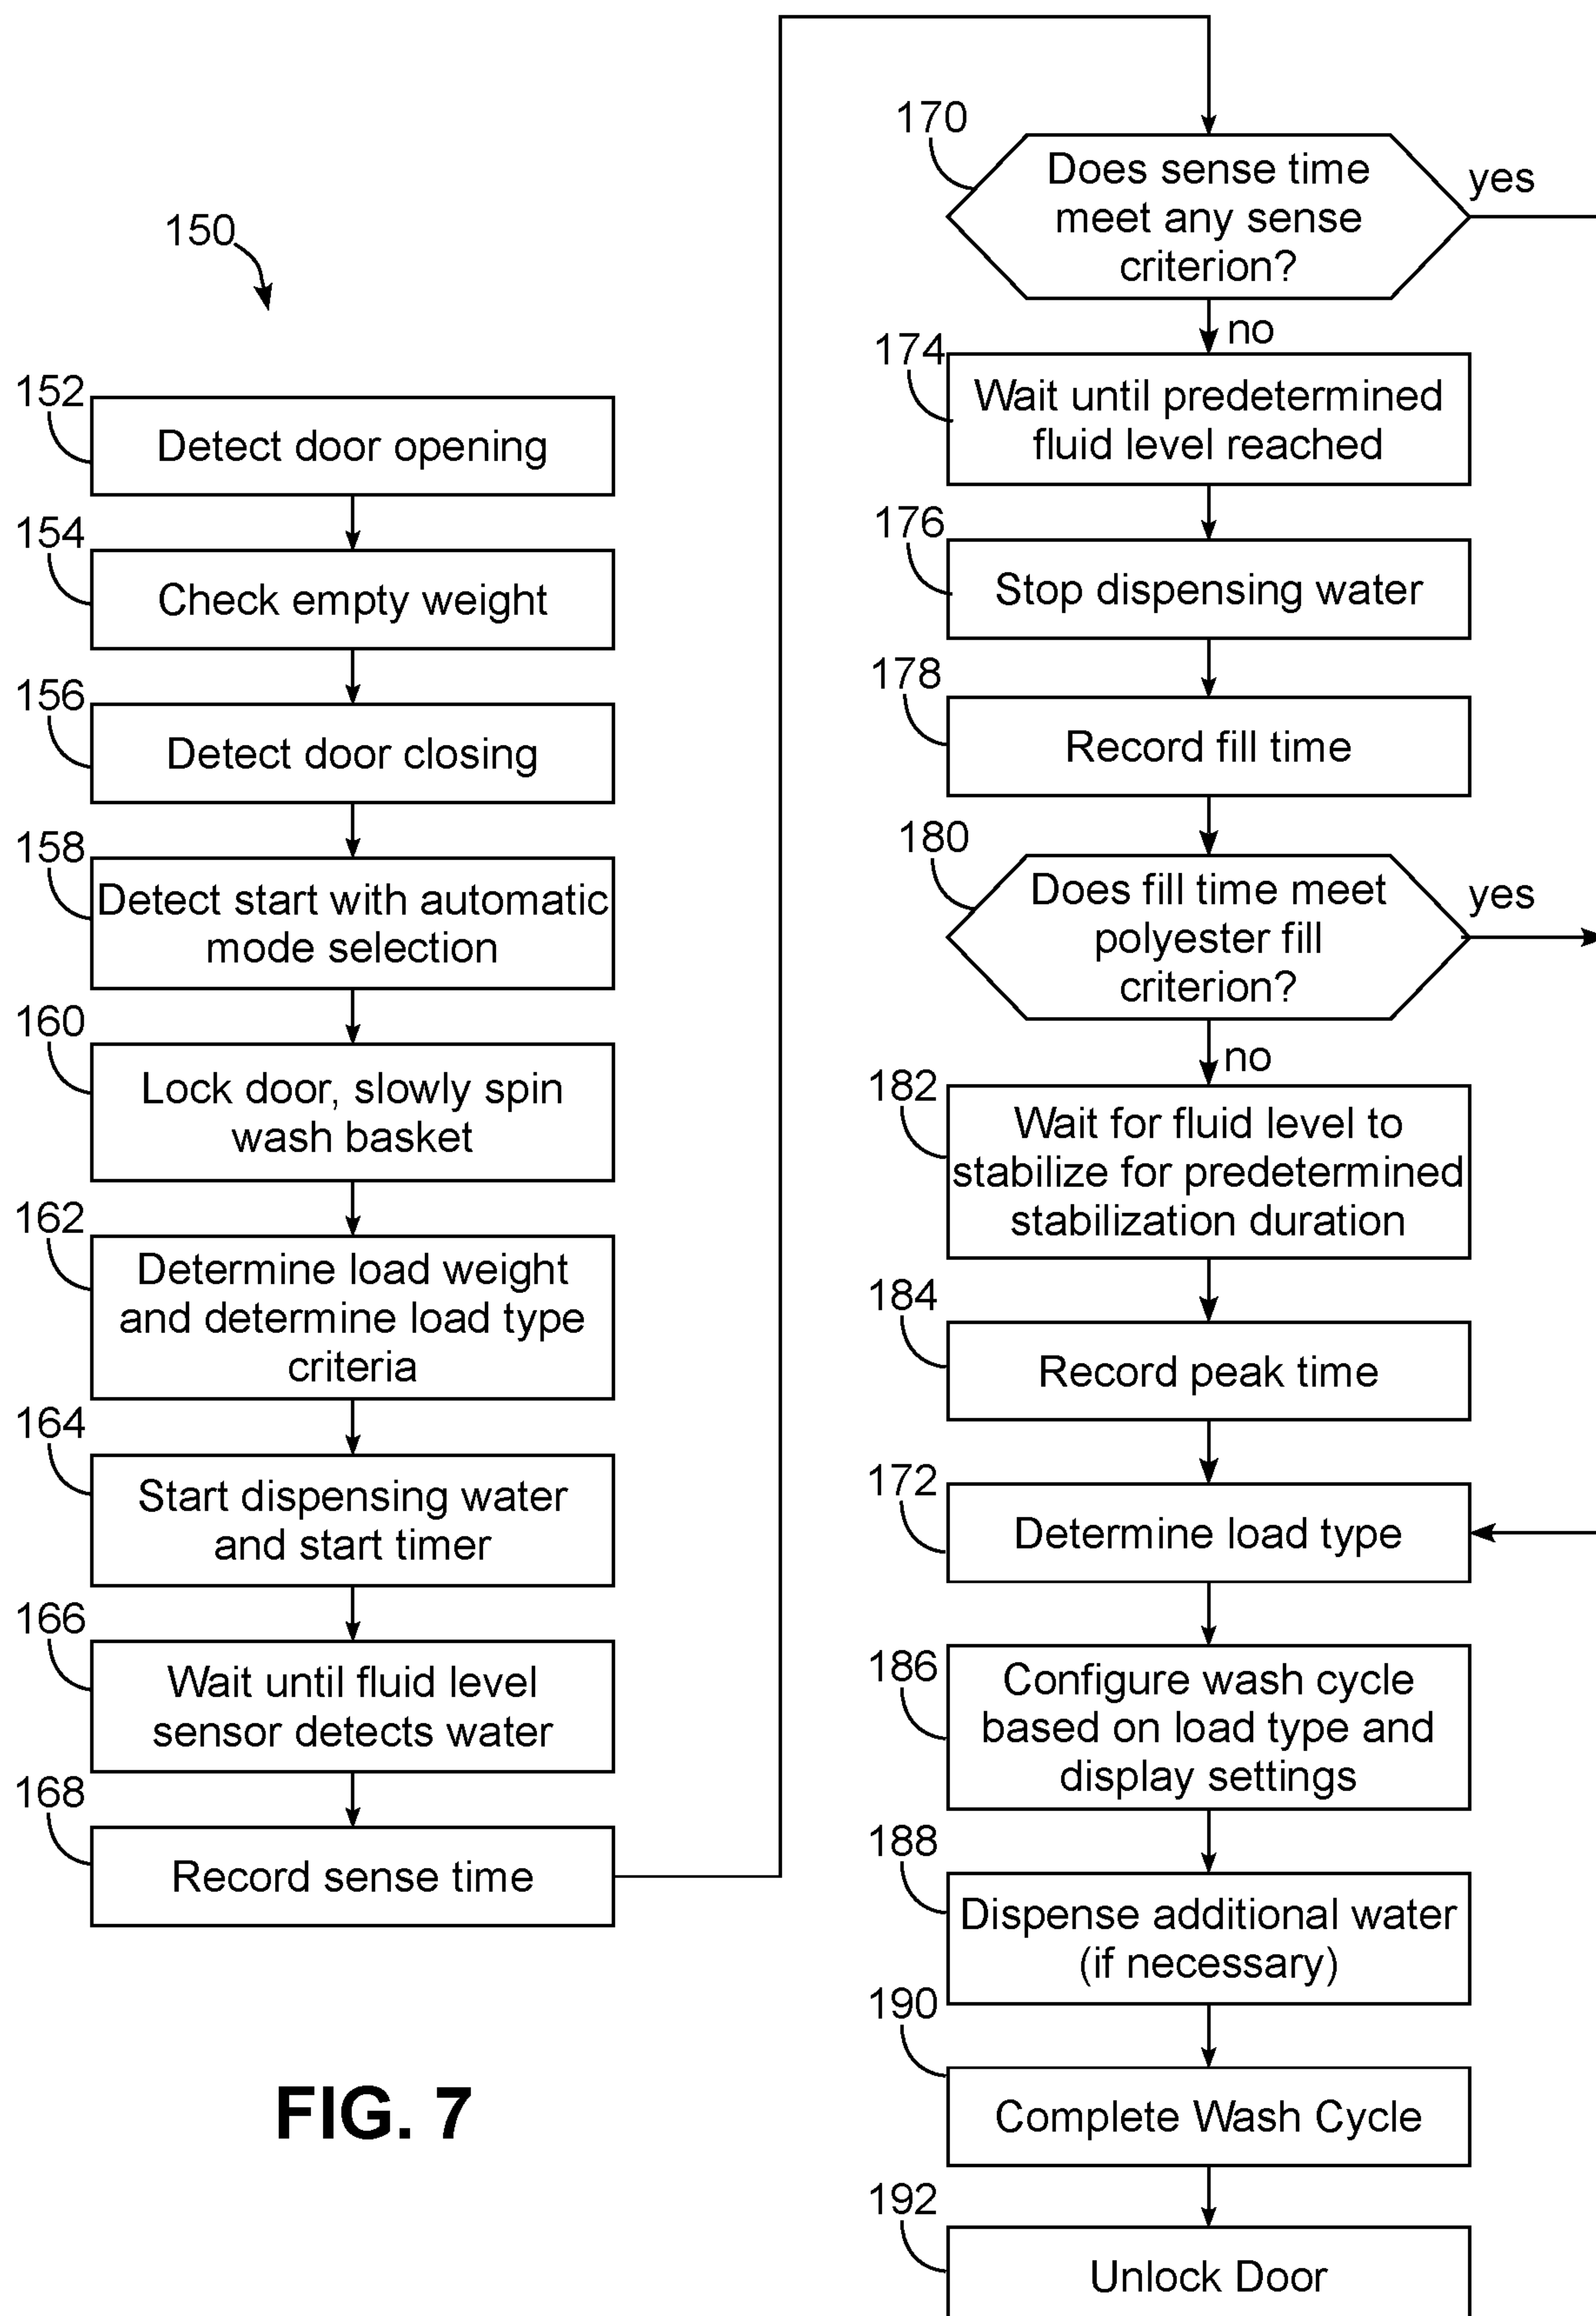 150
152
Detect door opening
154
Check empty weight
156
Detect door closing
158
Detect start with automatic
mode selection
160
Lock door, slowly spin
wash basket
162
Determine load weight
and determine load type
criteria
164
Start dispensing water
and start timer
166
Wait until fluid level
sensor detects water
168
Record sense time
FIG. 7
170
Does sense time
meet any sense
criterion?
yes
no
174
Wait until predetermined
fluid level reached
176
Stop dispensing water
178
Record fill time
180
Does fill time meet
polyester fill
criterion?
yes
no
182
Wait for fluid level to
stabilize for predetermined
stabilization duration
184
Record peak time
172
Determine load type
186
Configure wash cycle
based on load type and
display settings
188
Dispense additional water
(if necessary)
190
Complete Wash Cycle
192
Unlock Door